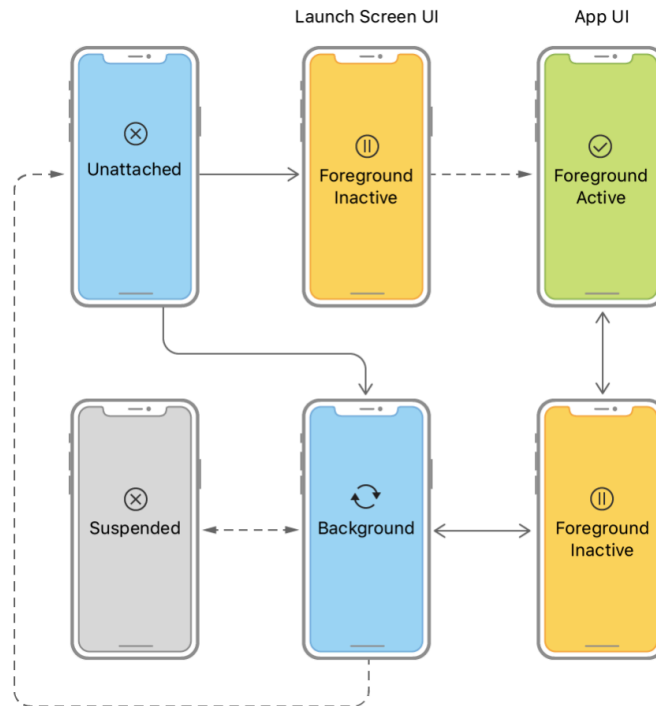 Launch Screen UI
App UI
Unattached
Foreground
Inactive
Foreground
Active
Suspended
Background
Foreground
Inactive